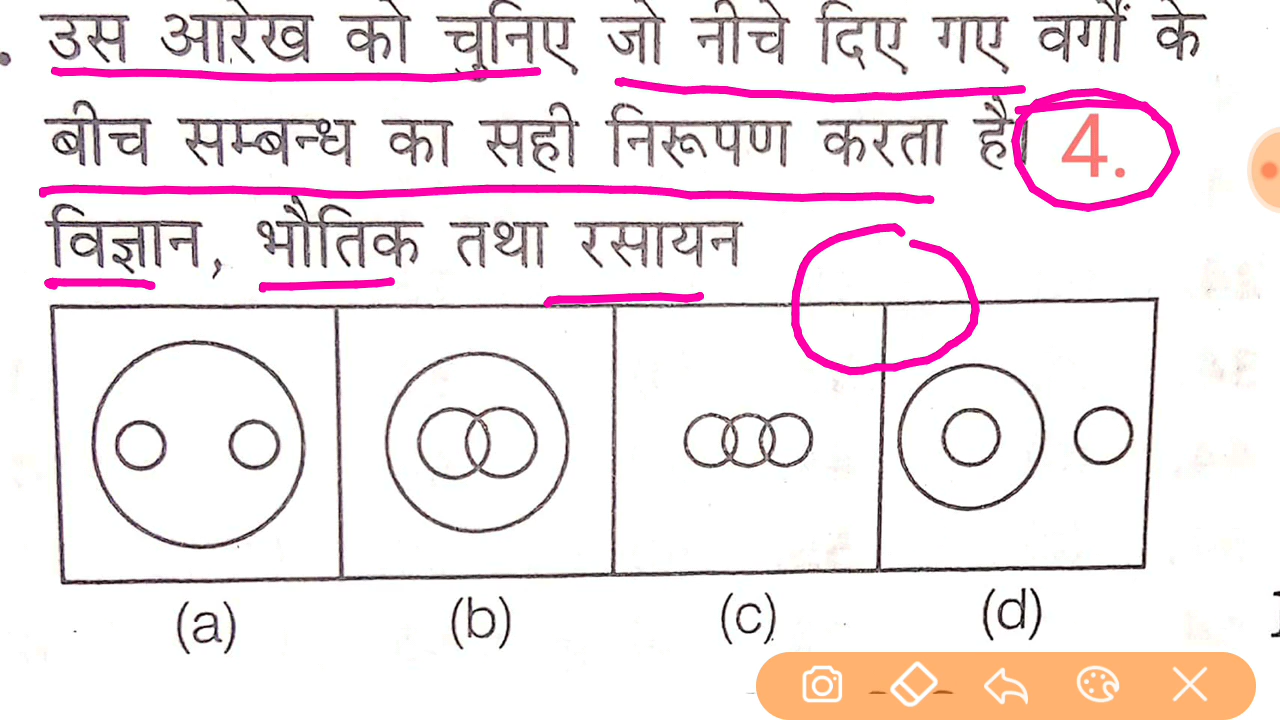 . उस आरेख को चुनिए जो नीचे दिए गए वर्गों के
बीच सम्बन्ध का सही निरूपण करता है। 4.
विज्ञान, भौतिक तथा रसायन
(a) (b) (c) (d)